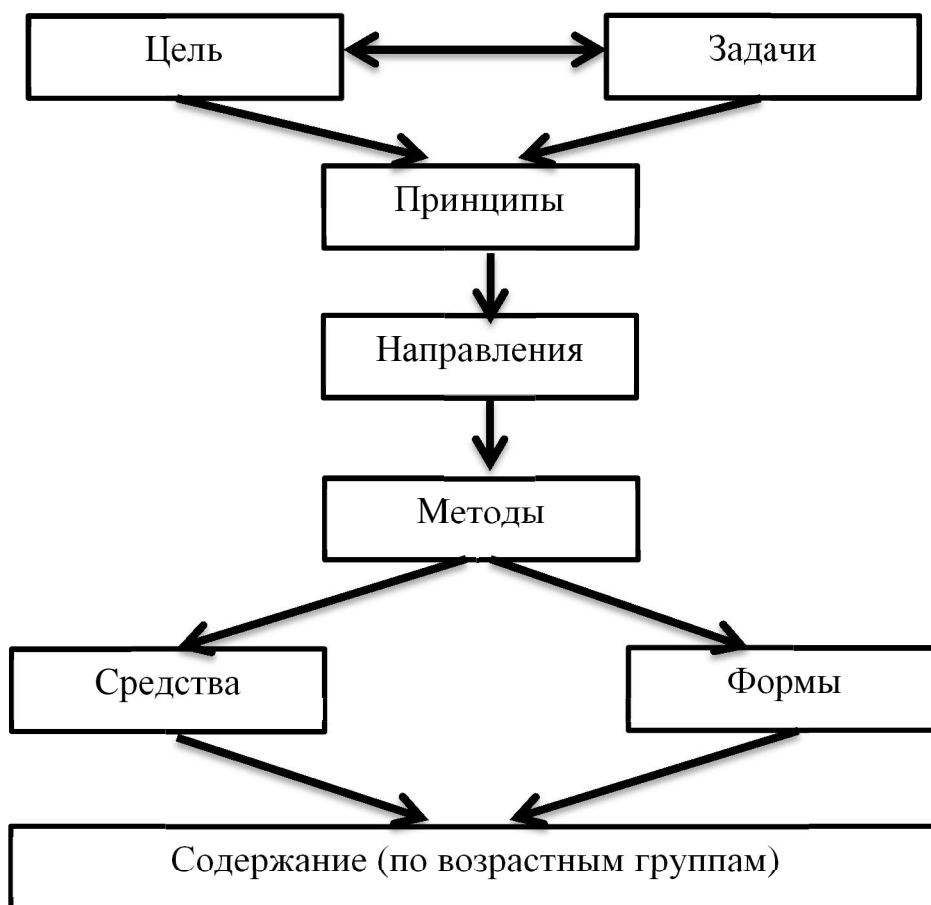 Цель
Задачи
Принципы
Направления
Методы
Средства
Формы
Содержание (по возрастным группам)